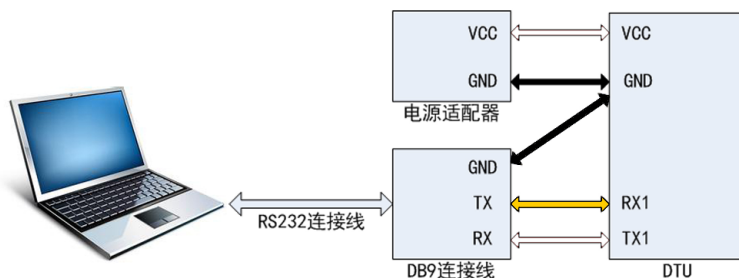 VCC
VCC
GND
GND
电源适配器
GND
TX
RX1
RS232连接线
RX
TX1
DB9连接线
DTU